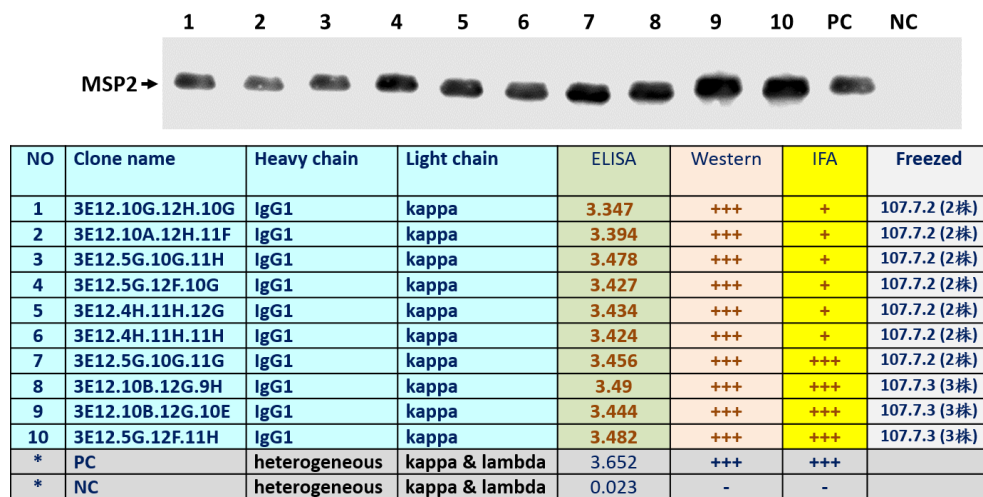 1 2 3 4 5 6 7 8 9 10 PC NC
MSP2
NO Clone name Heavy chain Light chain ELISA Western IFA Freezed
1 3E12.10G.12H.10G IgG1 kappa 3.347 +++ + 107.7.2 (2株)
2 3E12.10A.12H.11F IgG1 kappa 3.394 +++ + 107.7.2 (2株)
3 3E12.5G.10G.11H IgG1 kappa 3.478 +++ + 107.7.2 (2株)
4 3E12.5G.12F.10G IgG1 kappa 3.427 +++ + 107.7.2 (2株)
5 3E12.4H.11H.12G IgG1 kappa 3.434 +++ + 107.7.2 (2株)
6 3E12.4H.11H.11H IgG1 kappa 3.424 +++ + 107.7.2 (2株)
7 3E12.5G.10G.11G IgG1 kappa 3.456 +++ +++ 107.7.2 (2株)
8 3E12.10B.12G.9H IgG1 kappa 3.49 +++ +++ 107.7.3 (3株)
9 3E12.10B.12G.10E IgG1 kappa 3.444 +++ +++ 107.7.3 (3株)
10 3E12.5G.12F.11H IgG1 kappa 3.482 +++ +++ 107.7.3 (3株)
* PC heterogeneous kappa & lambda 3.652 +++ +++
* NC heterogeneous kappa & lambda 0.023 - -